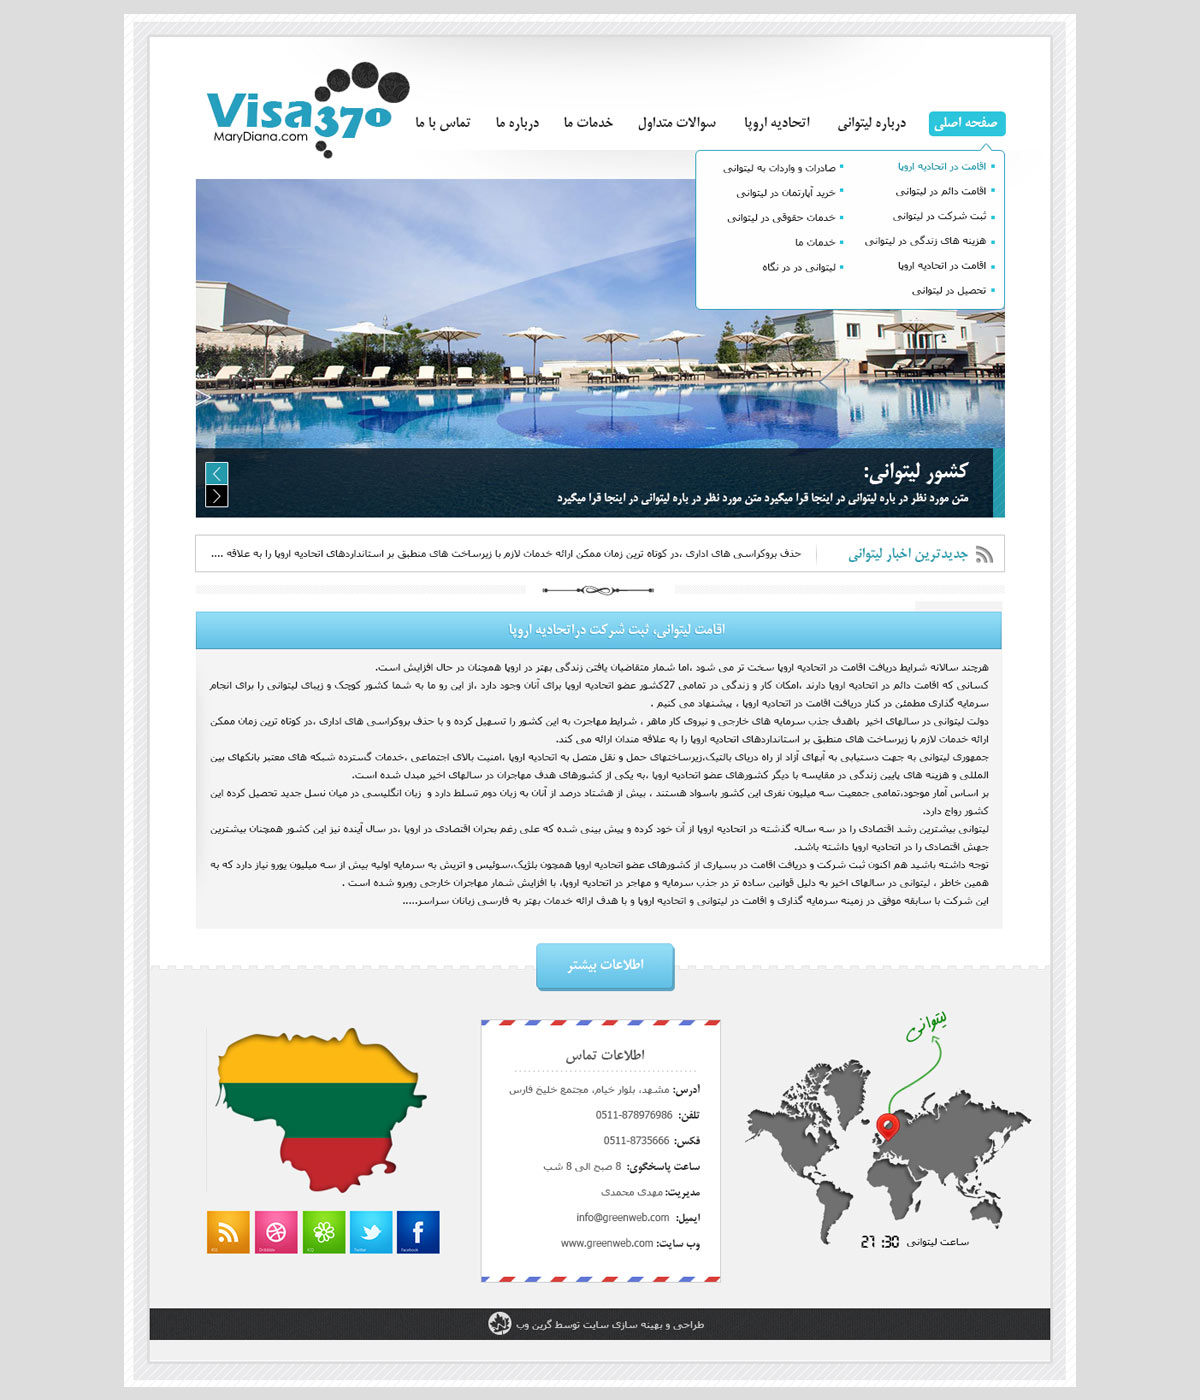 Visa370
MaryDiana.com
صفحه اصلی
درباره لیتوانی
اتحادیه اروپا
سوالات متداول
خدمات ما
درباره ما
تماس با ما
اقامت در اتحادیه اروپا
اقامت دائم در لیتوانی
ثبت شرکت در لیتوانی
هزینه های زندگی در لیتوانی
اقامت در اتحادیه اروپا
تحصیل در لیتوانی
صادرات و واردات به لیتوانی
خرید آپارتمان در لیتوانی
خدمات حقوقی در لیتوانی
خدمات ما
لیتوانی در در نگاه
کشور لیتوانی:
متن مورد نظر در باره لیتوانی در اینجا قرا میگیرد متن مورد نظر در باره لیتوانی در اینجا قرا میگیرد
جدیدترین اخبار لیتوانی
حذف بروکراسی های اداری ،در کوتاه ترین زمان ممکن ارائه خدمات لازم با زیرساخت های منطبق بر استانداردهای اتحادیه اروپا را به علاقه ....
اقامت لیتوانی، ثبت شرکت دراتحادیه اروپا
هرچند سالانه شرایط دریافت اقامت در اتحادیه اروپا سخت تر می شود ،اما شمار متقاضیان یافتن زندگی بهتر در اروپا همچنان در حال افزایش است.
کسانی که اقامت دائم در اتحادیه اروپا دارند ،امکان کار و زندگی در تمامی 27کشور عضو اتحادیه اروپا برای آنان وجود دارد ،از این رو ما به شما کشور کوچک و زیبای لیتوانی را برای انجام
سرمایه گذاری مطمئن در کنار دریافت اقامت در اتحادیه اروپا ، پیشنهاد می کنیم .
دولت لیتوانی در سالهای اخیر باهدف جذب سرمایه های خارجی و نیروی کار ماهر ، شرایط مهاجرت به این کشور را تسهیل کرده و با حذف بروکراسی های اداری ،در کوتاه ترین زمان ممکن
ارائه خدمات لازم با زیرساخت های منطبق بر استانداردهای اتحادیه اروپا را به علاقه مندان ارائه می کند.
جمهوری لیتوانی به جهت دستیابی به آبهای آزاد از راه دریای بالتیک،زیرساختهای حمل و نقل متصل به اتحادیه اروپا ،امنیت بالای اجتماعی ،خدمات گسترده شبکه های معتبر بانکهای بین
المللی و هزینه های پایین زندگی در مقایسه با دیگر کشورهای عضو اتحادیه اروپا ،به یکی از کشورهای هدف مهاجران در سالهای اخیر مبدل شده است.
بر اساس آمار موجود،تمامی جمعیت سه میلیون نفری این کشور باسواد هستند ، بیش از هشتاد درصد از آنان به زبان دوم تسلط دارد و زبان انگلیسی در میان نسل جدید تحصیل کرده این
کشور رواج دارد.
لیتوانی بیشترین رشد اقتصادی را در سه ساله گذشته در اتحادیه اروپا از آن خود کرده و پیش بینی شده که علی رغم بحران اقتصادی در اروپا ،در سال آینده نیز این کشور همچنان بیشترین
جهش اقتصادی را در اتحادیه اروپا داشته باشد.
توجه داشته باشید هم اکنون ثبت شرکت و دریافت اقامت در بسیاری از کشورهای عضو اتحادیه اروپا همچون بلژیک،سوئیس و اتریش به سرمایه اولیه بیش از سه میلیون یورو نیاز دارد که به
همین خاطر ، لیتوانی در سالهای اخیر به دلیل قوانین ساده تر در جذب سرمایه و مهاجر در اتحادیه اروپا، با افزایش شمار مهاجران خارجی روبرو شده است .
این شرکت با سابقه موفق در زمینه سرمایه گذاری و اقامت در لیتوانی و اتحادیه اروپا و با هدف ارائه خدمات بهتر به فارسی زبانان سراسر.....
اطلاعات بیشتر
لیتوانی
ساعت لیتوانی 21:30
اطلاعات تماس
آدرس: مشهد، بلوار خیام، مجتمع خلیج فارس
تلفن: 0511-878976986
فکس: 0511-8735666
ساعت پاسخگوی: 8 صبح الی 8 شب
مدیریت: مهدی محمدی
ایمیل: info@greenweb.com
وب سایت: www.greenweb.com
طراحی و بهینه سازی سایت توسط گرین وب